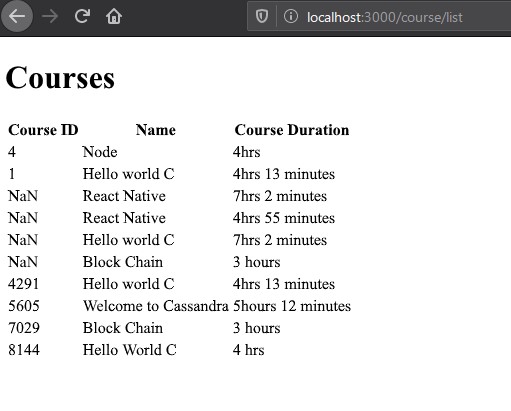 localhost:3000/course/list
Courses
Course ID Name Course Duration
4 Node 4hrs
1 Hello world C 4hrs 13 minutes
NaN React Native 7hrs 2 minutes
NaN React Native 4hrs 55 minutes
NaN Hello world C 7hrs 2 minutes
NaN Block Chain 3 hours
4291 Hello world C 4hrs 13 minutes
5605 Welcome to Cassandra 5hours 12 minutes
7029 Block Chain 3 hours
8144 Hello World C 4 hrs